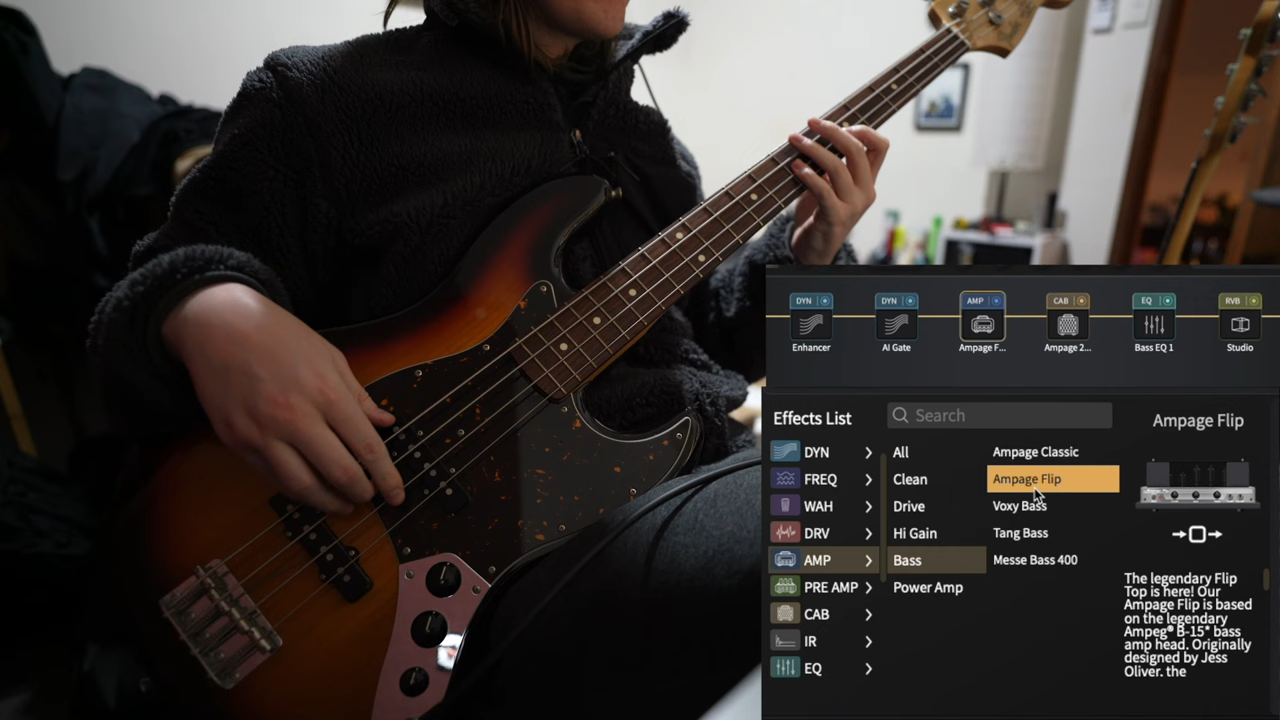 DYN
DYN
AMP
CAB
EQ
RVB
Enhancer
AI Gate
Ampage F...
Ampage 2...
Bass EQ 1
Studio
Effects List
Search
Ampage Flip
DYN
FREQ
WAH
DRV
AMP
PRE AMP
CAB
IR
EQ
All
Clean
Drive
Hi Gain
Bass
Power Amp
Ampage Classic
Ampage Flip
Voxy Bass
Tang Bass
Messe Bass 400
The legendary Flip
Top is here! Our
Ampage Flip is based
on the legendary
Ampeg® B-15* bass
amp head. Originally
designed by Jess
Oliver. the